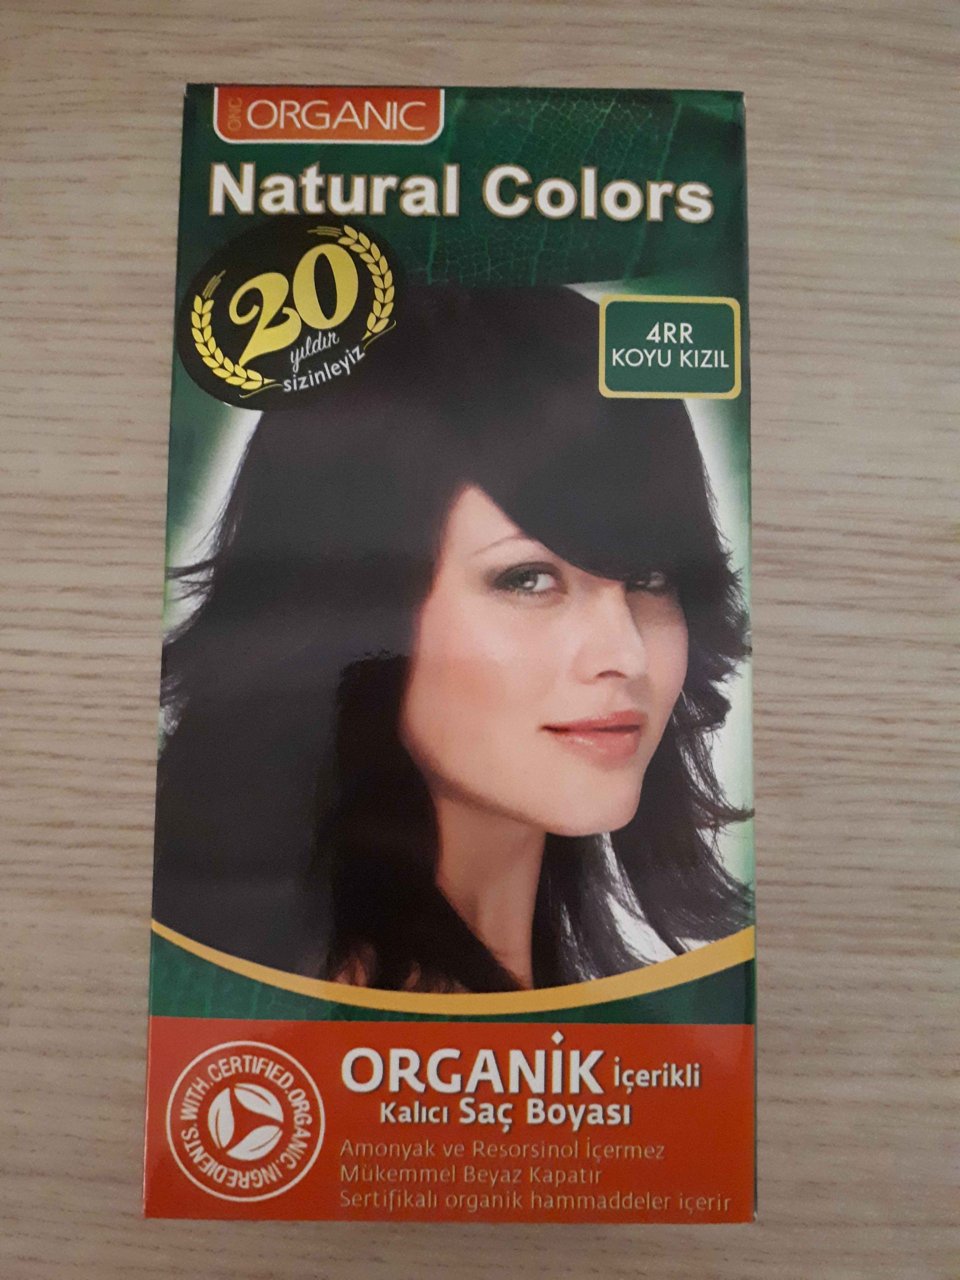 ONC
ORGANIC
Natural Colors
20
yıldır
sizinleyiz
4RR
KOYU KIZIL
WITH.CERTIFIED.ORGANIC.INGREDIENTS.
ORGANİK İçerikli
Kalıcı Saç Boyası
Amonyak ve Resorsinol İçermez
Mükemmel Beyaz Kapatır
Sertifikalı organik hammaddeler içerir